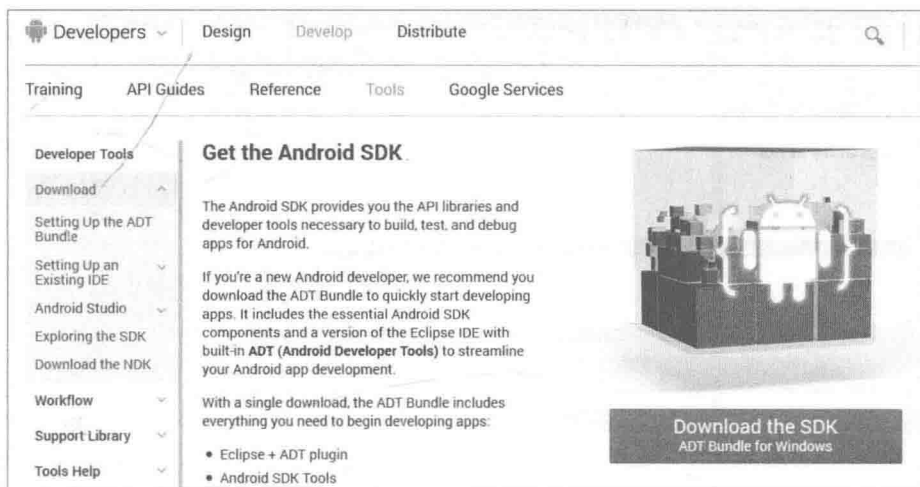 Developers
Design
Develop
Distribute
Training
API Guides
Reference
Tools
Google Services
Developer Tools
Download
Setting Up the ADT
Bundle
Setting Up an
Existing IDE
Android Studio
Exploring the SDK
Download the NDK
Workflow
Support Library
Tools Help
Get the Android SDK
The Android SDK provides you the API libraries and
developer tools necessary to build, test, and debug
apps for Android.
If you're a new Android developer, we recommend you
download the ADT Bundle to quickly start developing
apps. It includes the essential Android SDK
components and a version of the Eclipse IDE with
built-in ADT (Android Developer Tools) to streamline
your Android app development.
With a single download, the ADT Bundle includes
everything you need to begin developing apps:
• Eclipse + ADT plugin
• Android SDK Tools
Download the SDK
ADT Bundle for Windows